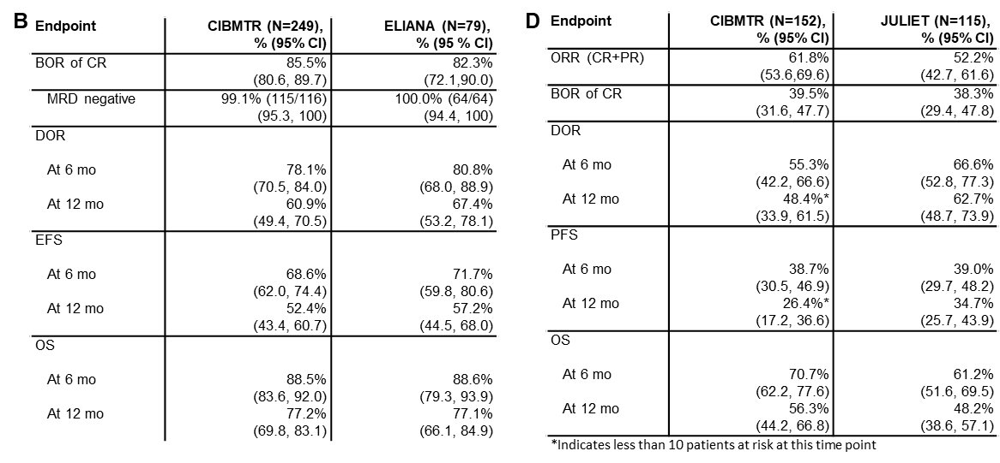 B Endpoint CIBMTR (N=249), ELIANA (N=79),
% (95% CI) % (95 % CI)
BOR of CR 85.5% 82.3%
(80.6, 89.7) (72.1,90.0)
MRD negative 99.1% (115/116) 100.0% (64/64)
(95.3, 100) (94.4, 100)
DOR
At 6 mo 78.1% 80.8%
(70.5, 84.0) (68.0, 88.9)
At 12 mo 60.9% 67.4%
(49.4, 70.5) (53.2, 78.1)
EFS
At 6 mo 68.6% 71.7%
(62.0, 74.4) (59.8, 80.6)
At 12 mo 52.4% 57.2%
(43.4, 60.7) (44.5, 68.0)
OS
At 6 mo 88.5% 88.6%
(83.6, 92.0) (79.3, 93.9)
At 12 mo 77.2% 77.1%
(69.8, 83.1) (66.1, 84.9)
D Endpoint CIBMTR (N=152), JULIET (N=115),
% (95% CI) % (95% CI)
ORR (CR+PR) 61.8% 52.2%
(53.6,69.6) (42.7, 61.6)
BOR of CR 39.5% 38.3%
(31.6, 47.7) (29.4, 47.8)
DOR
At 6 mo 55.3% 66.6%
(42.2, 66.6) (52.8, 77.3)
At 12 mo 48.4%* 62.7%
(33.9, 61.5) (48.7, 73.9)
PFS
At 6 mo 38.7% 39.0%
(30.5, 46.9) (29.7, 48.2)
At 12 mo 26.4%* 34.7%
(17.2, 36.6) (25.7, 43.9)
OS
At 6 mo 70.7% 61.2%
(62.2, 77.6) (51.6, 69.5)
At 12 mo 56.3% 48.2%
(44.2, 66.8) (38.6, 57.1)
*Indicates less than 10 patients at risk at this time point